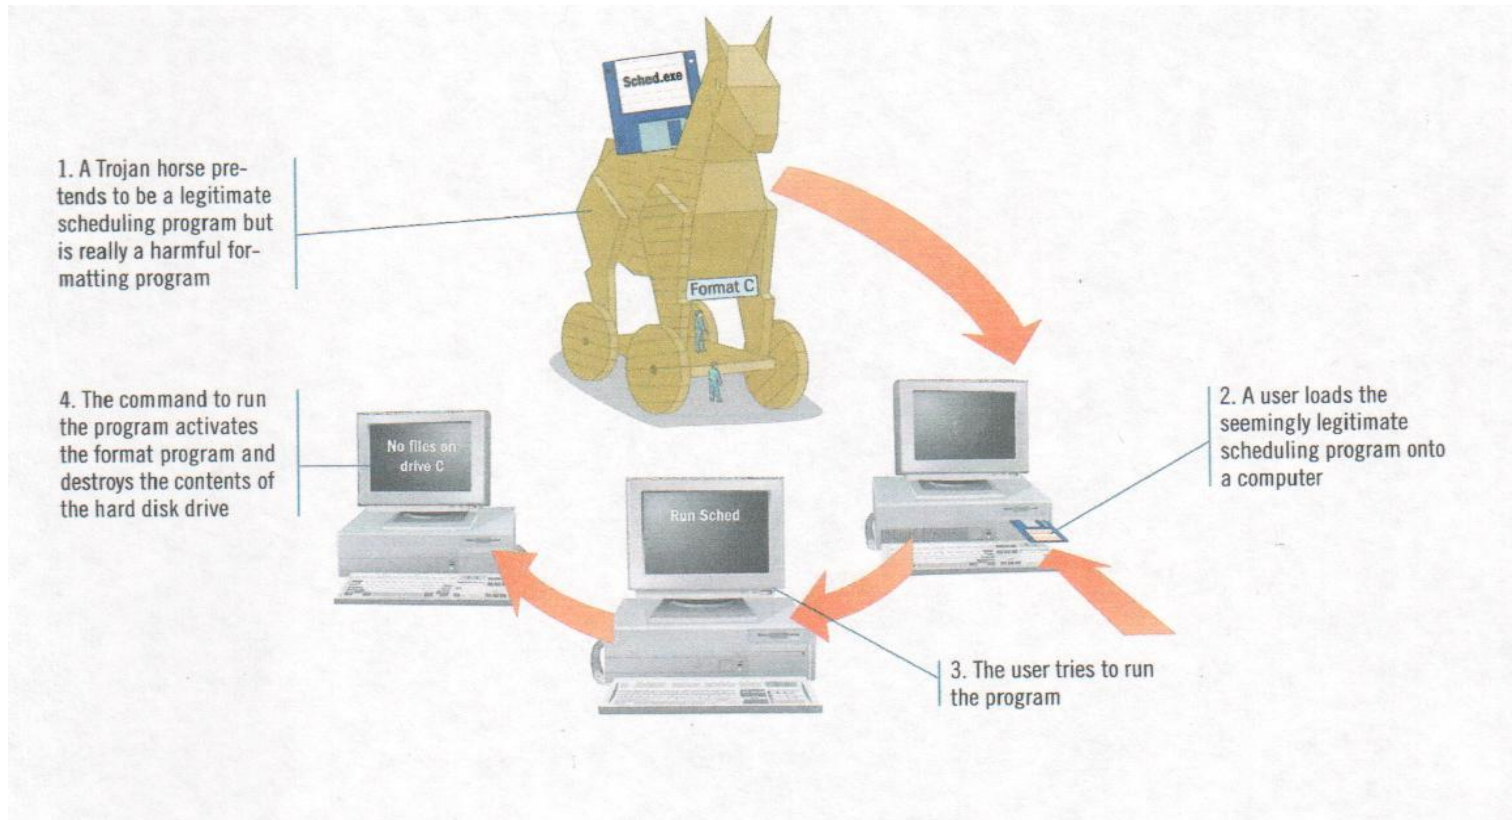 Sched.exe
1. A Trojan horse pre-
tends to be a legitimate
scheduling program but
is really a harmful for-
matting program
Format C
2. A user loads the
seemingly legitimate
scheduling program onto
a computer
Run Sched
3. The user tries to run
the program
4. The command to run
the program activates
the format program and
destroys the contents of
the hard disk drive
No files on
drive C